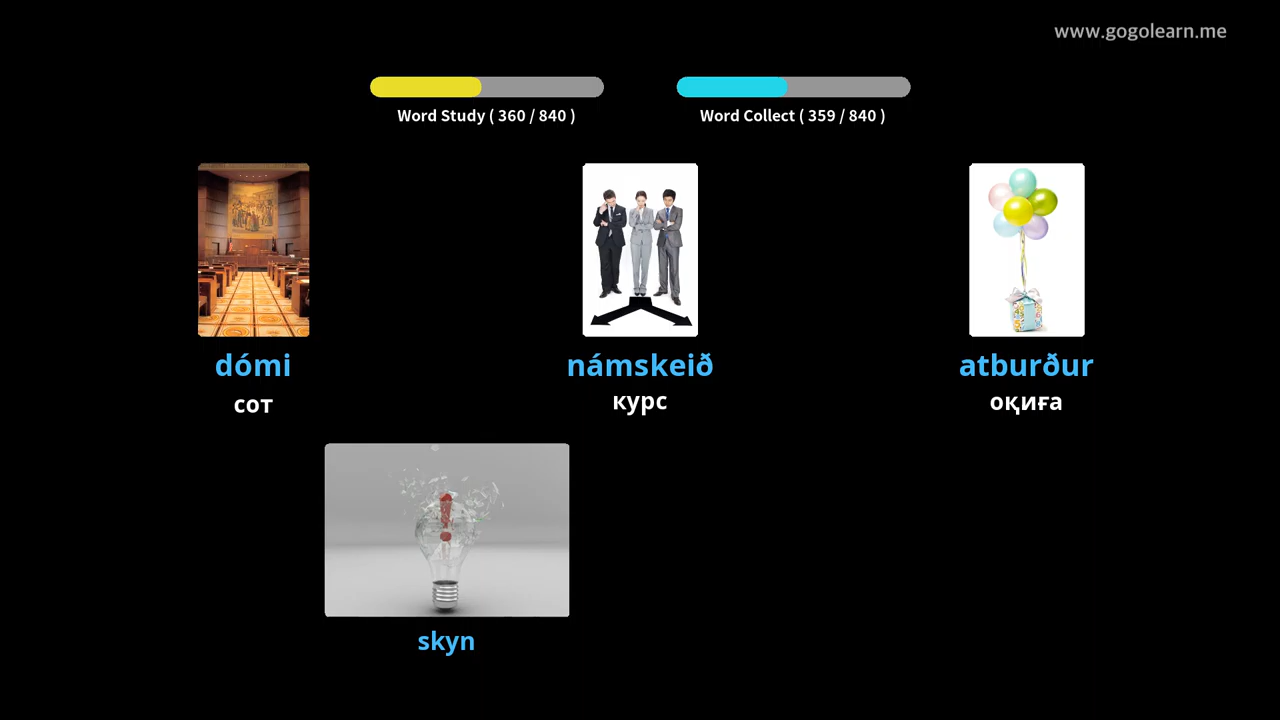 www.gogolearn.me
Word Study ( 360 / 840 )
Word Collect ( 359 / 840 )
dómi
námskeið
atburður
сот
курс
оқиға
skyn